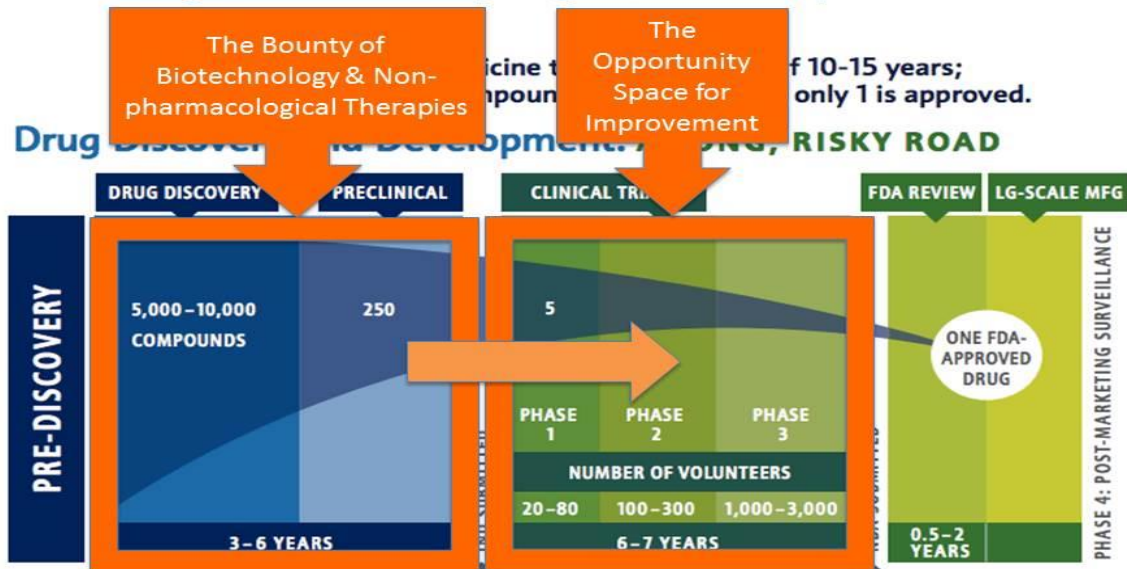 The Bounty of
Biotechnology & Non-
pharmacological Therapies
The
Opportunity
Space for
Improvement
of 10-15 years;
only 1 is approved.
Drug Development: RISKY ROAD
DRUG DISCOVERY
PRECLINICAL
CLINICAL
FDA REVIEW
LG-SCALE MFG
PRE-DISCOVERY
5,000–10,000
COMPOUNDS
250
5
ONE FDA-
APPROVED
DRUG
PHASE
1
PHASE
2
PHASE
3
NUMBER OF VOLUNTEERS
20–80
100–300
1,000–3,000
3–6 YEARS
6–7 YEARS
0.5–2
YEARS
PHASE 4: POST-MARKETING SURVEILLANCE